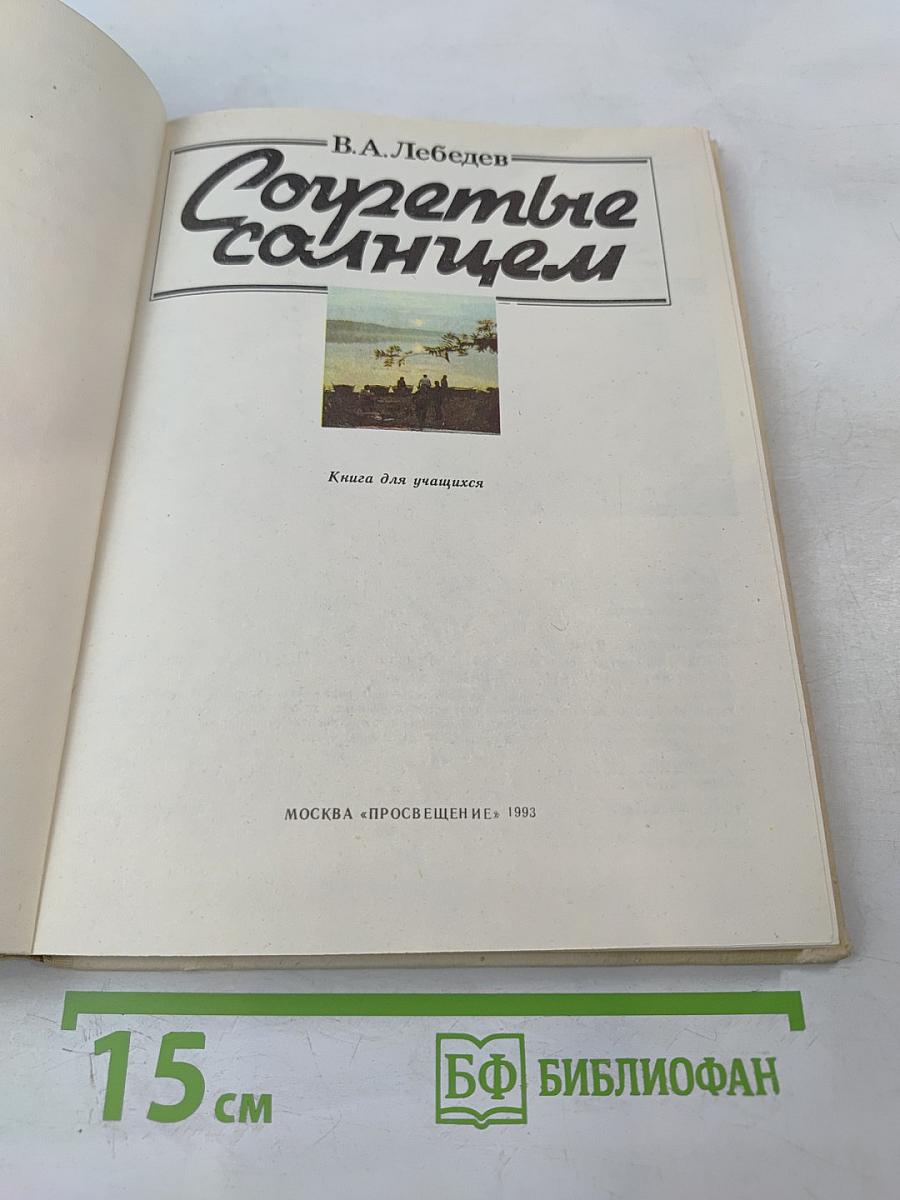 В.А.Лебедев
Согретые
солнцем
Книга для учащихся
МОСКВА «ПРОСВЕЩЕНИЕ» 1993
15 см
БФ БИБЛИОФАН